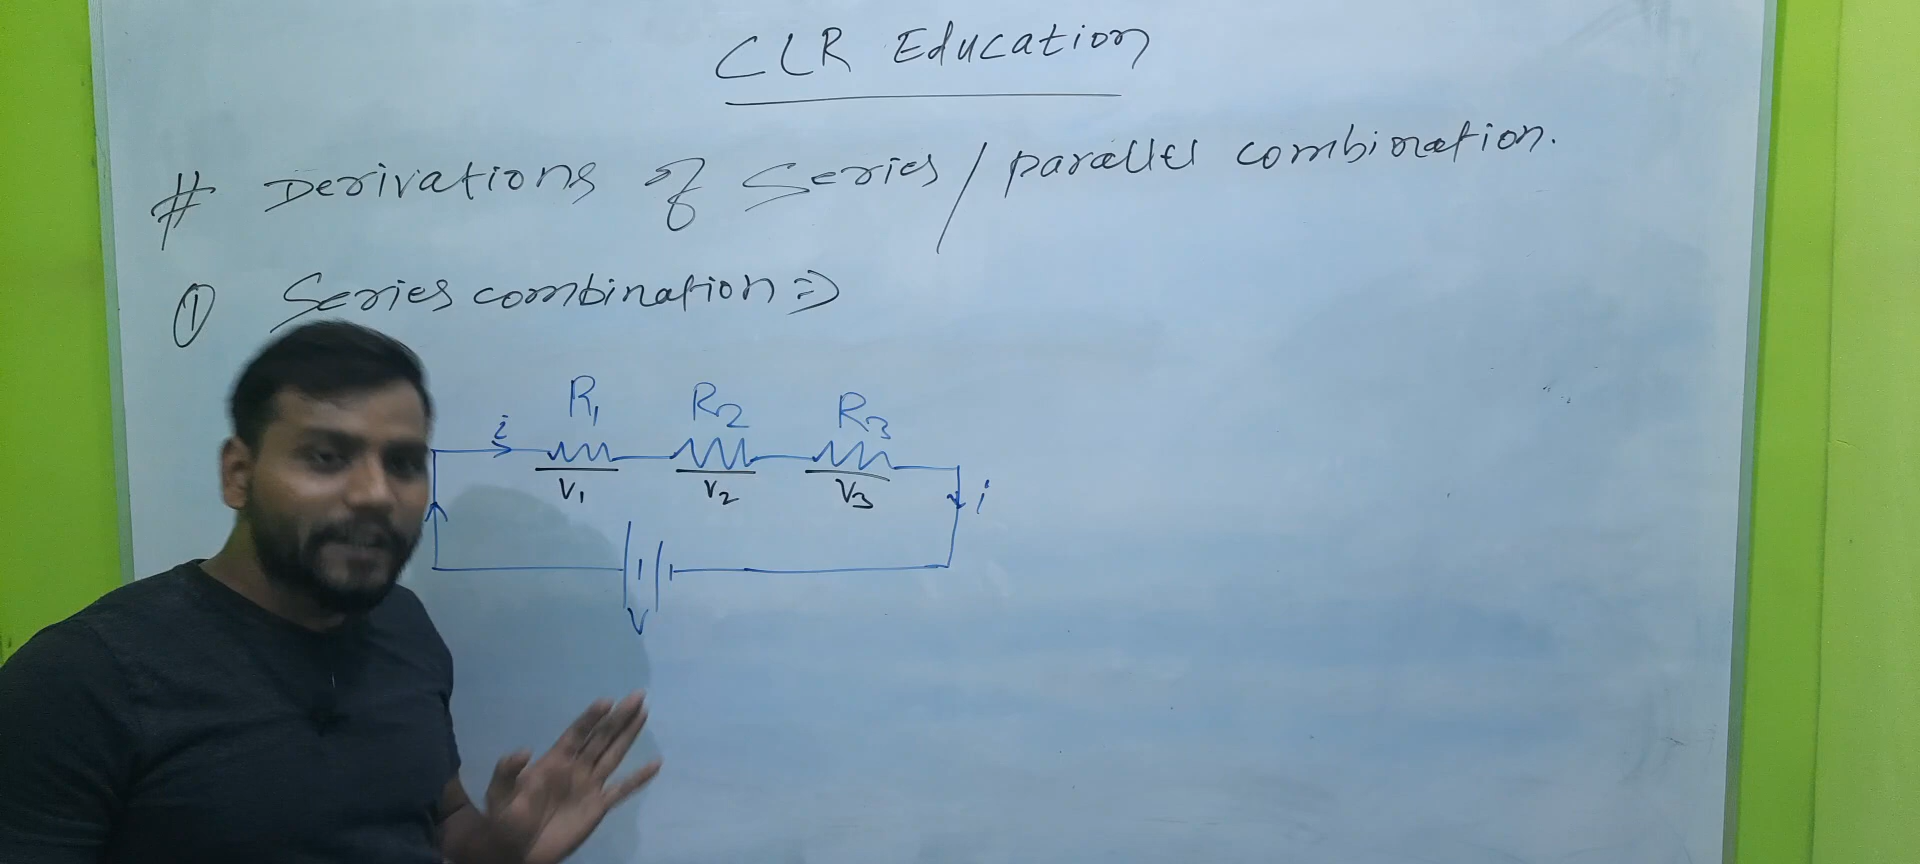 CLR Education
# Derivations of Series / parallel combination.
① Series combination ⇒
R₁ R₂ R₃
i
V₁ V₂ V₃
i
V